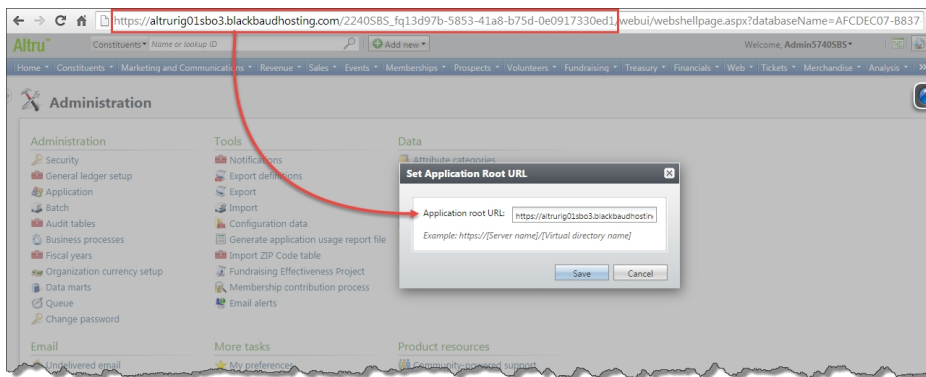 https://altrurig01sbo3.blackbaudhosting.com/2240SBS_fq13d97b-5853-41a8-b75d-0e0917330ed1/webui/webshellpage.aspx?databaseName=AFCDEC07-B837-
Altru™ Constituents Name or lookup ID Add new Welcome, Admin5740SBS
Home Constituents Marketing and Communications Revenue Sales Events Memberships Prospects Volunteers Fundraising Treasury Financials Web Tickets Merchandise Analysis »
Administration
Administration
Security
General ledger setup
Application
Batch
Audit tables
Business processes
Fiscal years
Organization currency setup
Data marts
Queue
Change password
Tools
Notifications
Export definitions
Export
Import
Configuration data
Generate application usage report file
Import ZIP Code table
Fundraising Effectiveness Project
Membership contribution process
Email alerts
Data
Attribute categories
Set Application Root URL
Application root URL: https://altrurig01sbo3.blackbaudhostin
Example: https://[Server name]/[Virtual directory name]
Save Cancel
Email
Undelivered email
More tasks
My preferences
Product resources
Community-powered support